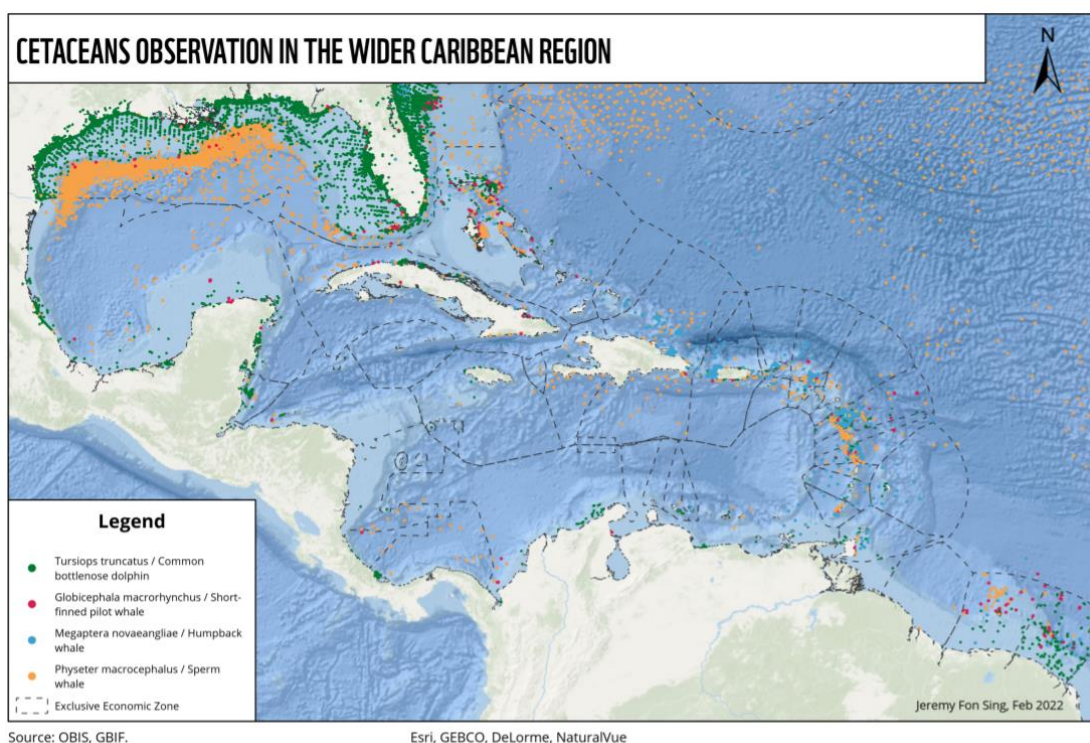 CETACEANS OBSERVATION IN THE WIDER CARIBBEAN REGION
N
Legend
Tursiops truncatus / Common
bottlenose dolphin
Globicephala macrorhynchus / Short-
finned pilot whale
Megaptera novaeangliae / Humpback
whale
Physeter macrocephalus / Sperm
whale
Exclusive Economic Zone
Jeremy Fon Sing, Feb 2022
Source: OBIS, GBIF.
Esri, GEBCO, DeLorme, NaturalVue